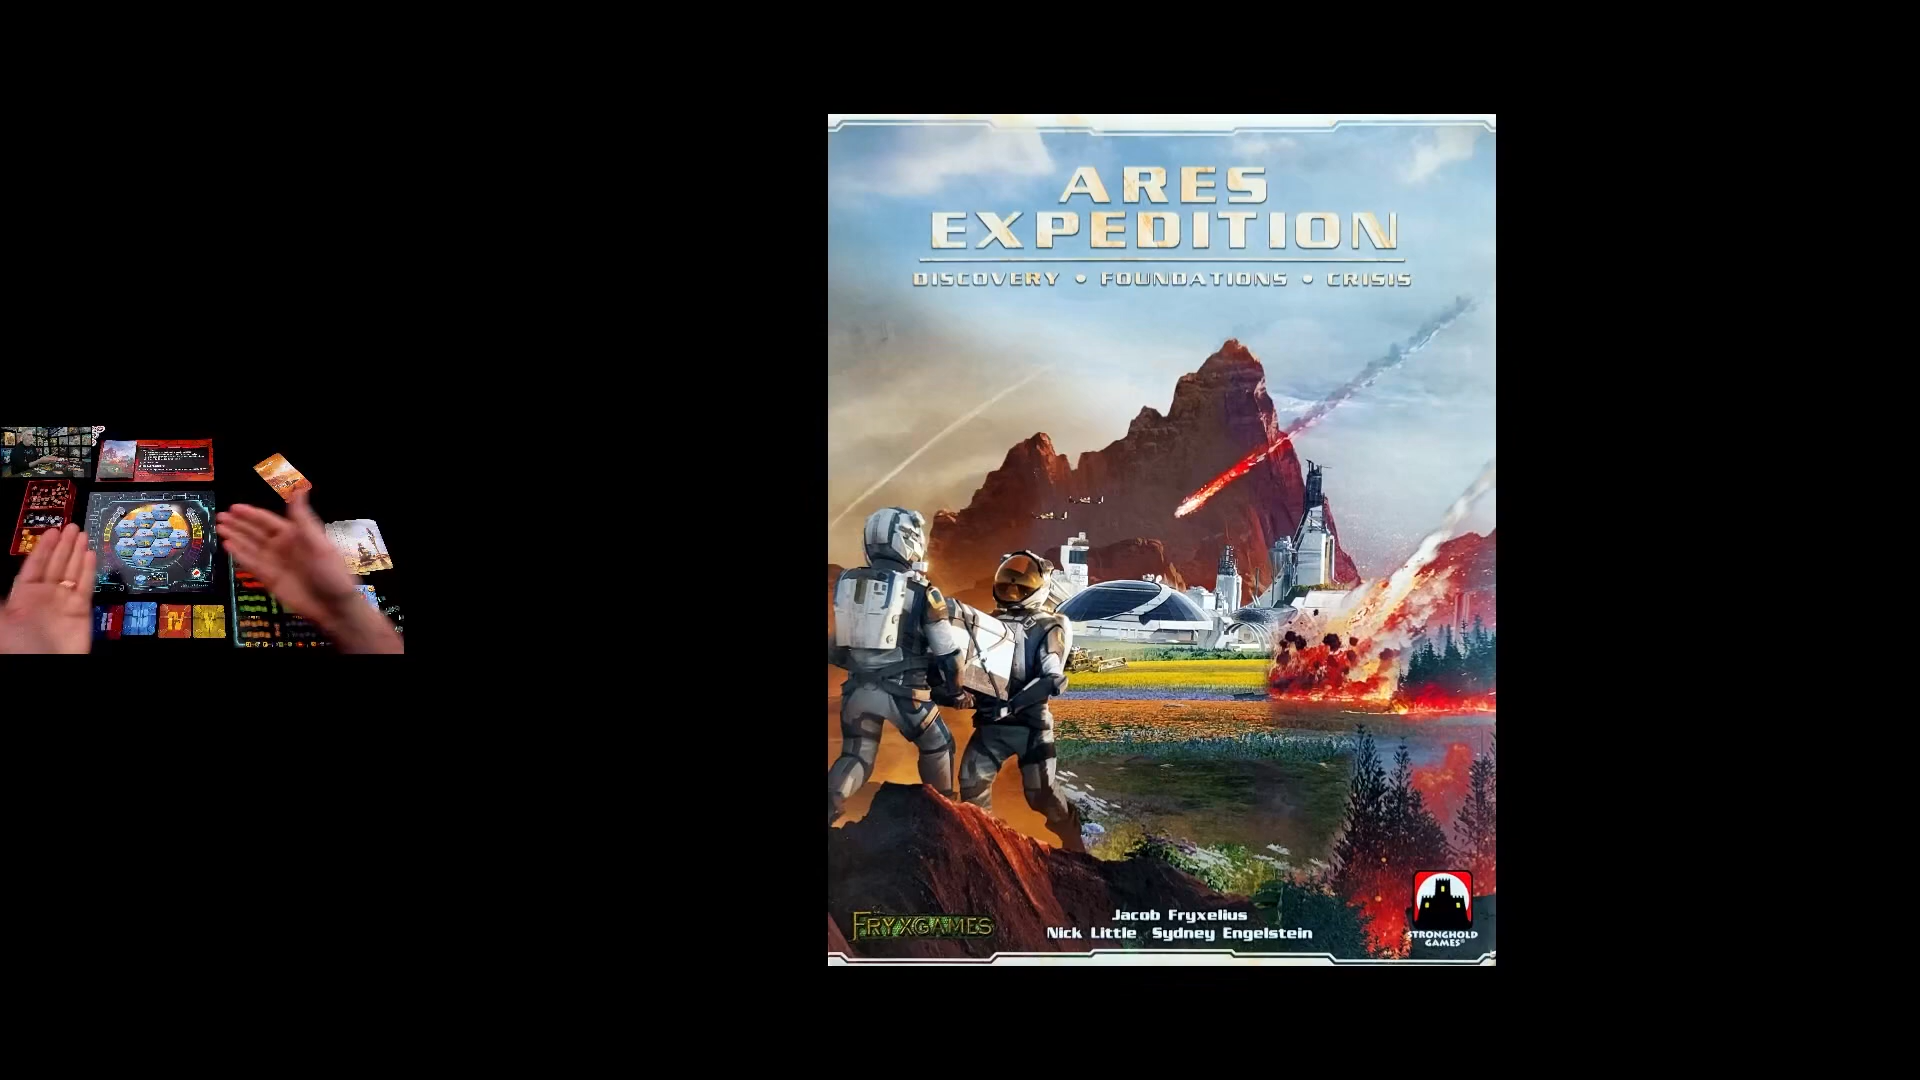 ARES
EXPEDITION
DISCOVERY • FOUNDATIONS • CRISIS
FRYXGAMES
Jacob Fryxelius
Nick Little Sydney Engelstein
STRONGHOLD
GAMES®